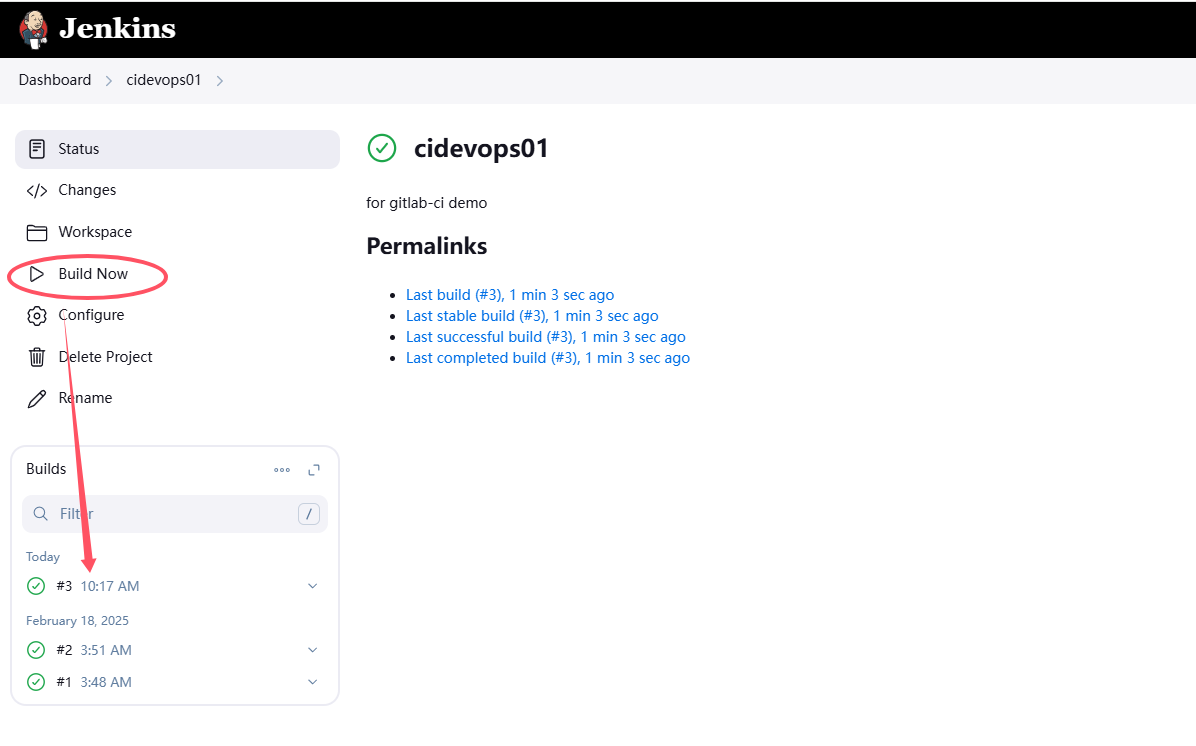 Jenkins
Dashboard
cidevops01
Status
Changes
Workspace
Build Now
Configure
Delete Project
Rename
Builds
Filter
/
Today
#3 10:17 AM
February 18, 2025
#2 3:51 AM
#1 3:48 AM
cidevops01
for gitlab-ci demo
Permalinks
Last build (#3), 1 min 3 sec ago
Last stable build (#3), 1 min 3 sec ago
Last successful build (#3), 1 min 3 sec ago
Last completed build (#3), 1 min 3 sec ago